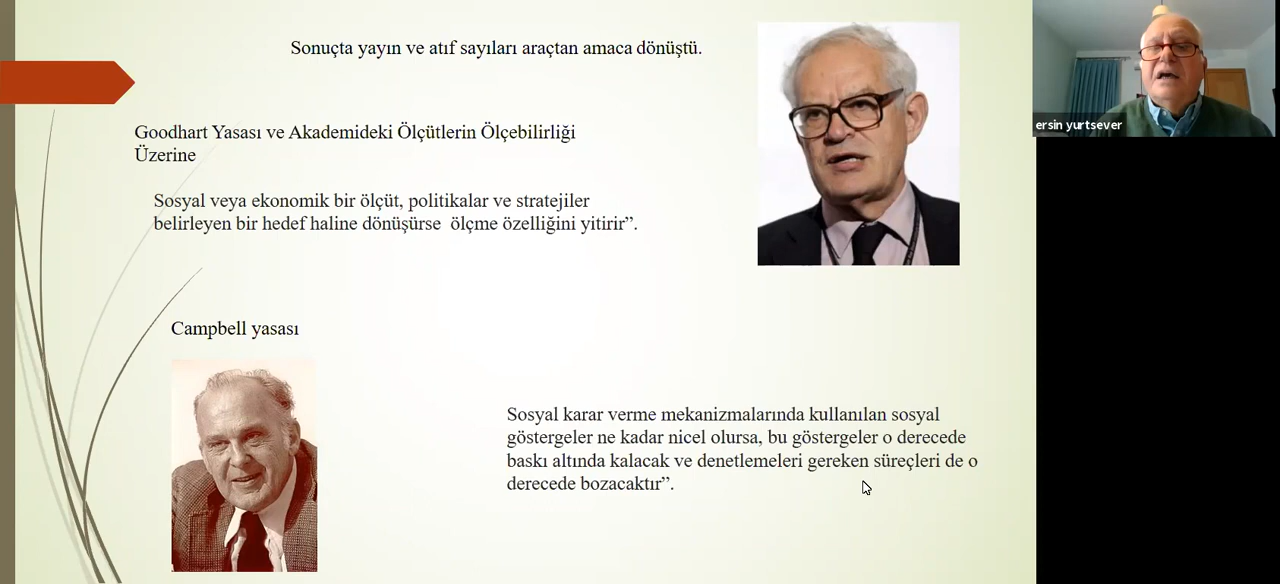 Sonuçta yayın ve atıf sayıları araçtan amaca dönüştü.
ersin yurtsever
Goodhart Yasası ve Akademideki Ölçütlerin Ölçebilirliği
Üzerine
Sosyal veya ekonomik bir ölçüt, politikalar ve stratejiler
belirleyen bir hedef haline dönüşürse  ölçme özelliğini yitirir”.
Campbell yasası
Sosyal karar verme mekanizmalarında kullanılan sosyal
göstergeler ne kadar nicel olursa, bu göstergeler o derecede
baskı altında kalacak ve denetlemeleri gereken süreçleri de o
derecede bozacaktır”.